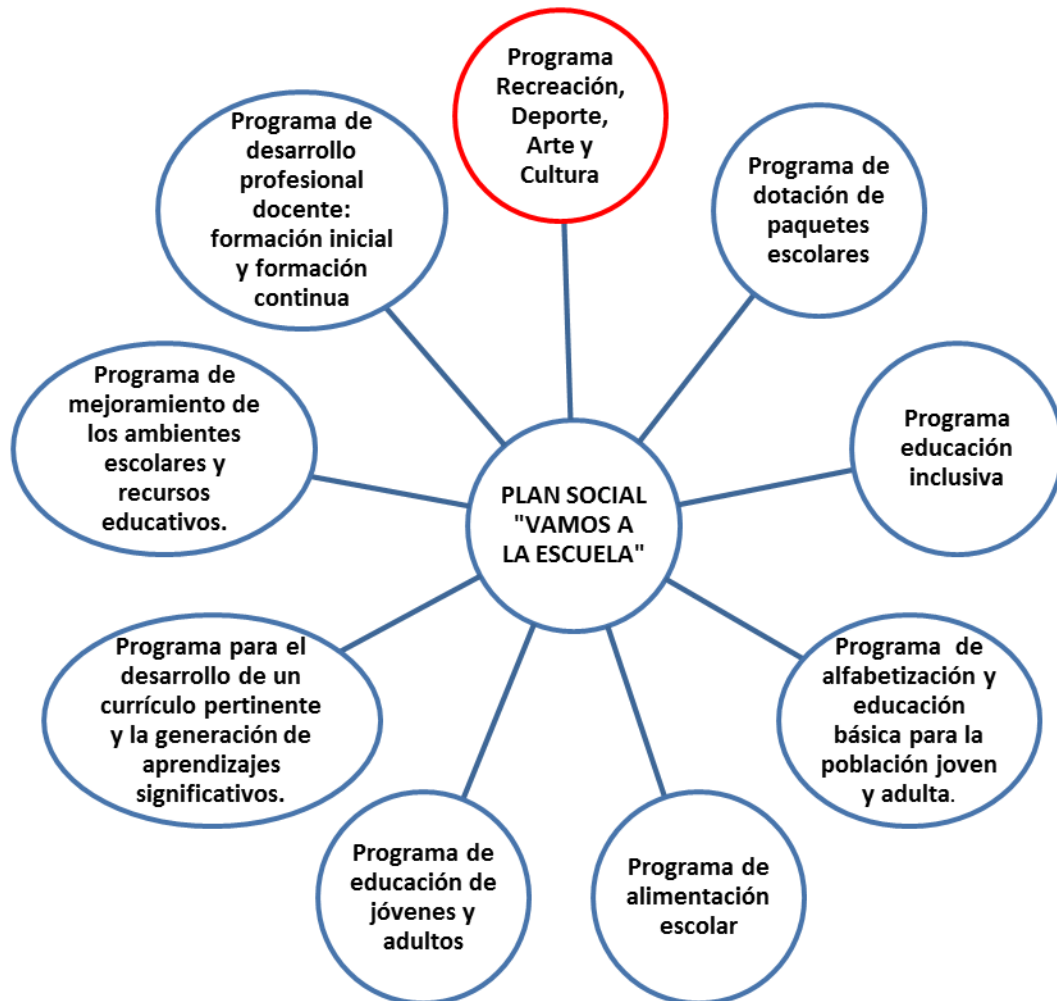 Programa
Recreación,
Deporte,
Arte y
Cultura
Programa de
dotación de
paquetes
escolares
Programa
educación
inclusiva
Programa de
alfabetización y
educación
básica para la
población joven
y adulta.
Programa de
alimentación
escolar
Programa de
educación de
jóvenes y
adultos
Programa para el
desarrollo de un
currículo pertinente
y la generación de
aprendizajes
significativos.
Programa de
mejoramiento de
los ambientes
escolares y
recursos
educativos.
Programa de
desarrollo
profesional
docente:
formación inicial
y formación
continua
PLAN SOCIAL
"VAMOS A
LA ESCUELA"